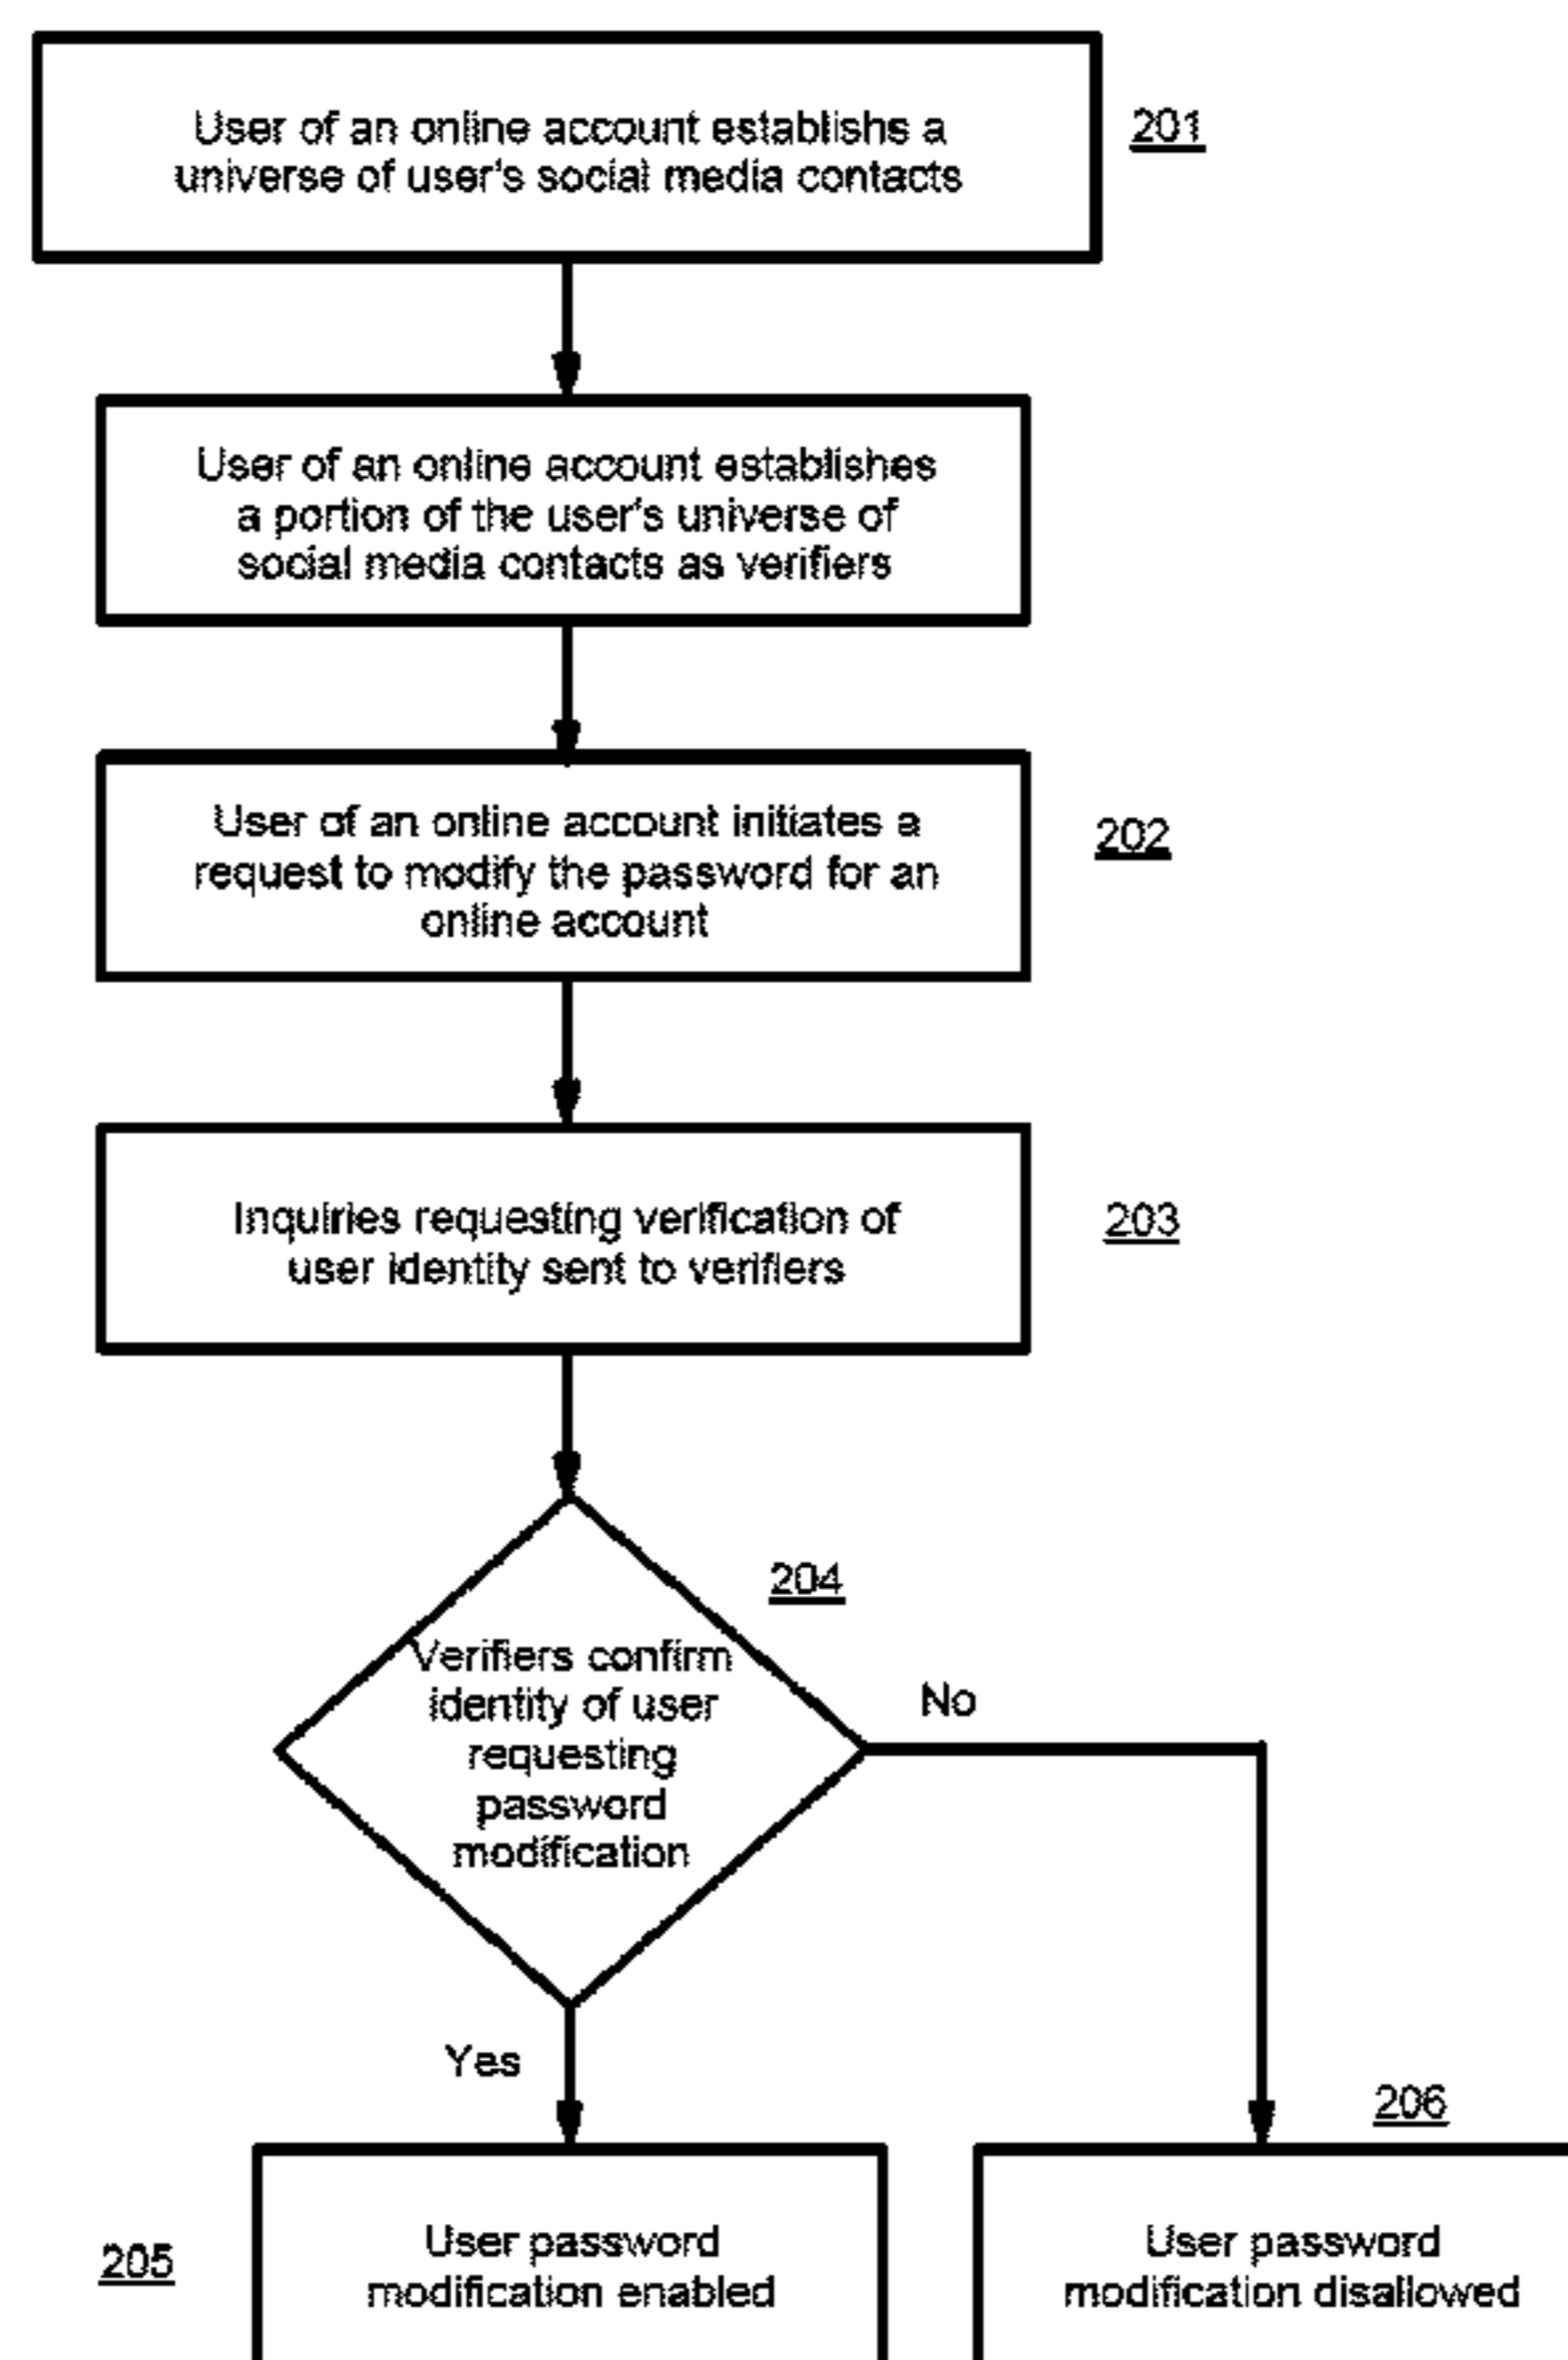 User of an online account establishs a
universe of user's social media contacts
201
User of an online account establishes
a portion of the user's universe of
social media contacts as verifiers
User of an online account initiates a
request to modify the password for an
online account
202
Inquiries requesting verification of
user identity sent to verifiers
203
204
Verifiers confirm
identity of user
requesting
password
modification
No
Yes
206
205
User password
modification enabled
User password
modification disallowed